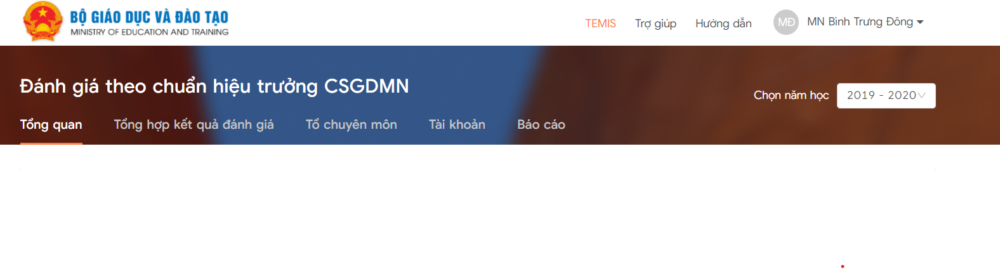 BỘ GIÁO DỤC VÀ ĐÀO TẠO
MINISTRY OF EDUCATION AND TRAINING
TEMIS Trợ giúp Hướng dẫn MĐ MN Bình Trưng Đông
Đánh giá theo chuẩn hiệu trưởng CSGDMN
Chọn năm học 2019 - 2020
Tổng quan Tổng hợp kết quả đánh giá Tổ chuyên môn Tài khoản Báo cáo